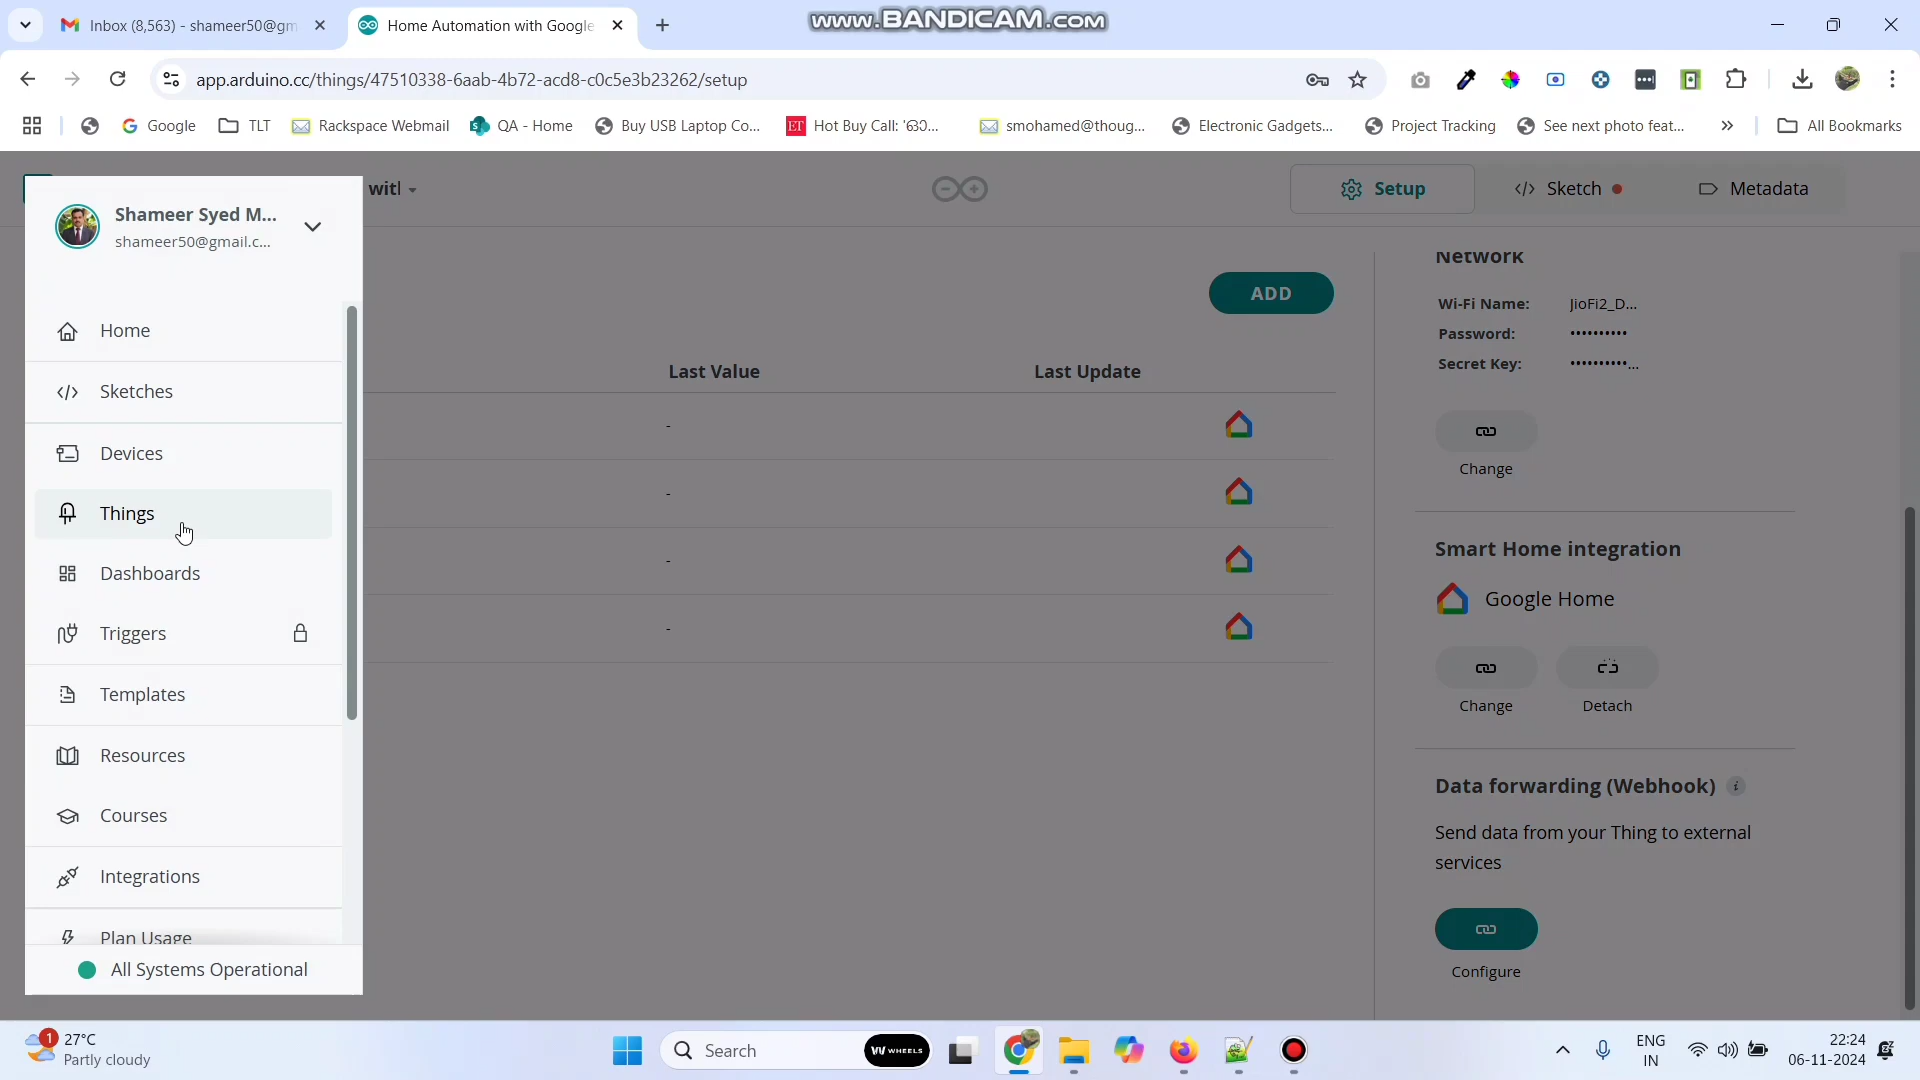 Inbox (8,563) - shameer50@gm
Home Automation with Google
www.BANDICAM.com
app.arduino.cc/things/47510338-6aab-4b72-acd8-c0c5e3b23262/setup
Google
TLT
Rackspace Webmail
QA - Home
Buy USB Laptop Co...
ET
Hot Buy Call:
smohamed@thoug...
Electronic Gadgets...
Project Tracking
See next photo feat...
»
All Bookmarks
Shameer Syed M...
shameer50@gmail.c...
Setup
</> Sketch
Metadata
Home
Sketches
Devices
Things
Dashboards
Triggers
Templates
Resources
Courses
Integrations
Plan Usage
All Systems Operational
ADD
Last Value
Last Update
-
-
-
-
Network
Wi-Fi Name: JioFi2_D...
Password: ••••••••••
Secret Key: ••••••••••...
Change
Smart Home integration
Google Home
Change
Detach
Data forwarding (Webhook) i
Send data from your Thing to external
services
Configure
1
27°C
Partly cloudy
Search
WHEELS
ENG
IN
22:24
06-11-2024